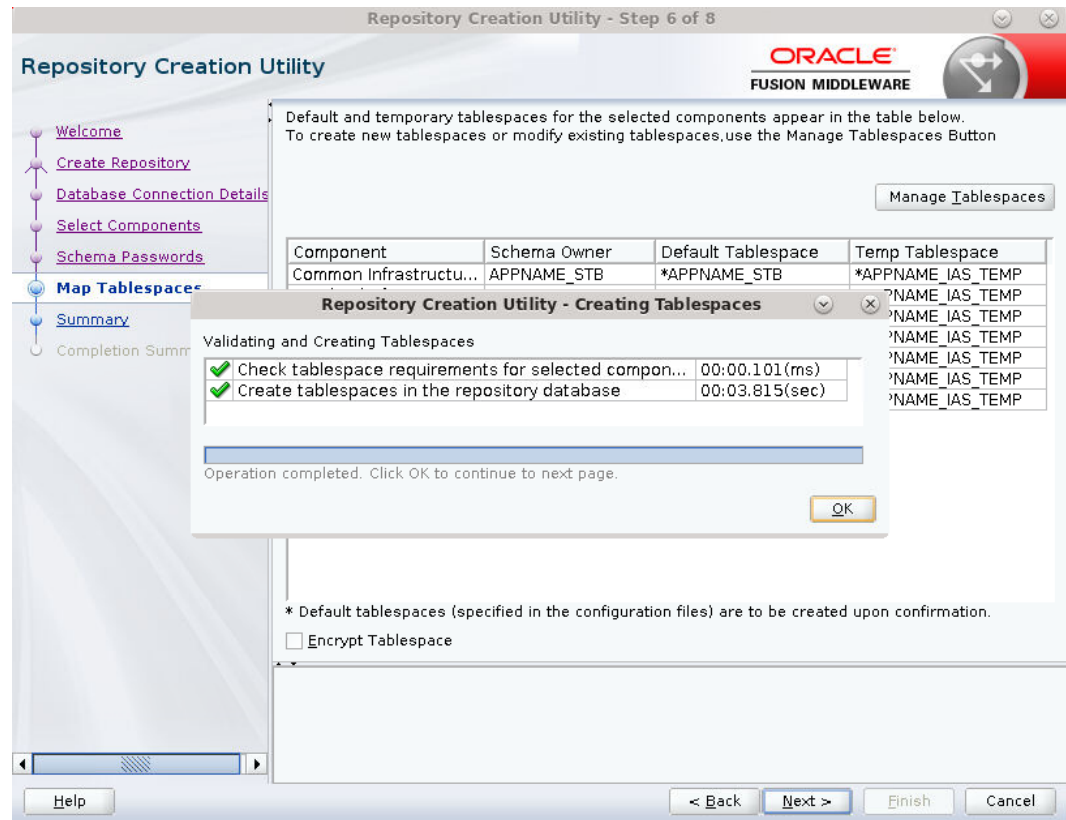 Repository Creation Utility - Step 6 of 8
Repository Creation Utility
ORACLE
FUSION MIDDLEWARE
Welcome
Create Repository
Database Connection Details
Select Components
Schema Passwords
Map Tablespaces
Summary
Completion Summ
Default and temporary tablespaces for the selected components appear in the table below.
To create new tablespaces or modify existing tablespaces,use the Manage Tablespaces Button
Manage Tablespaces
Component Schema Owner Default Tablespace Temp Tablespace
Common Infrastructu... APPNAME_STB *APPNAME_STB *APPNAME_IAS_TEMP
PNAME_IAS_TEMP
PNAME_IAS_TEMP
PNAME_IAS_TEMP
PNAME_IAS_TEMP
PNAME_IAS_TEMP
PNAME_IAS_TEMP
Repository Creation Utility - Creating Tablespaces
Validating and Creating Tablespaces
Check tablespace requirements for selected compon... 00:00.101(ms)
Create tablespaces in the repository database 00:03.815(sec)
Operation completed. Click OK to continue to next page.
OK
* Default tablespaces (specified in the configuration files) are to be created upon confirmation.
Encrypt Tablespace
Help
< Back
Next >
Finish
Cancel